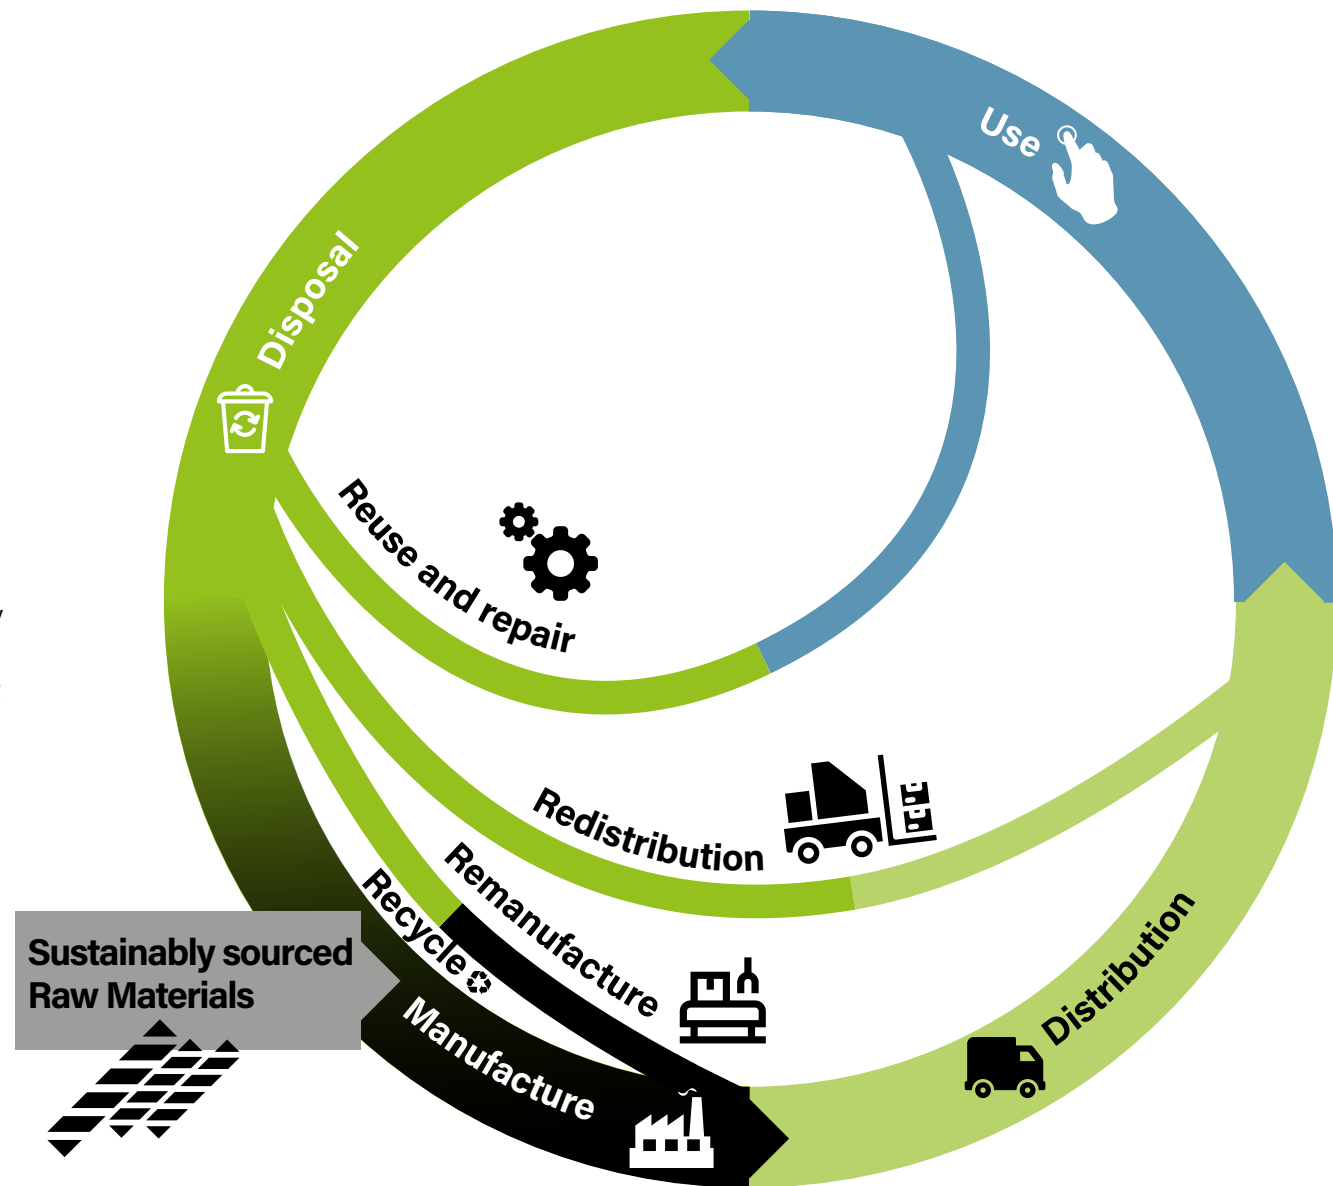 Use
Disposal
Reuse and repair
Redistribution
Remanufacture
Recycle
Distribution
Sustainably sourced
Raw Materials
Manufacture